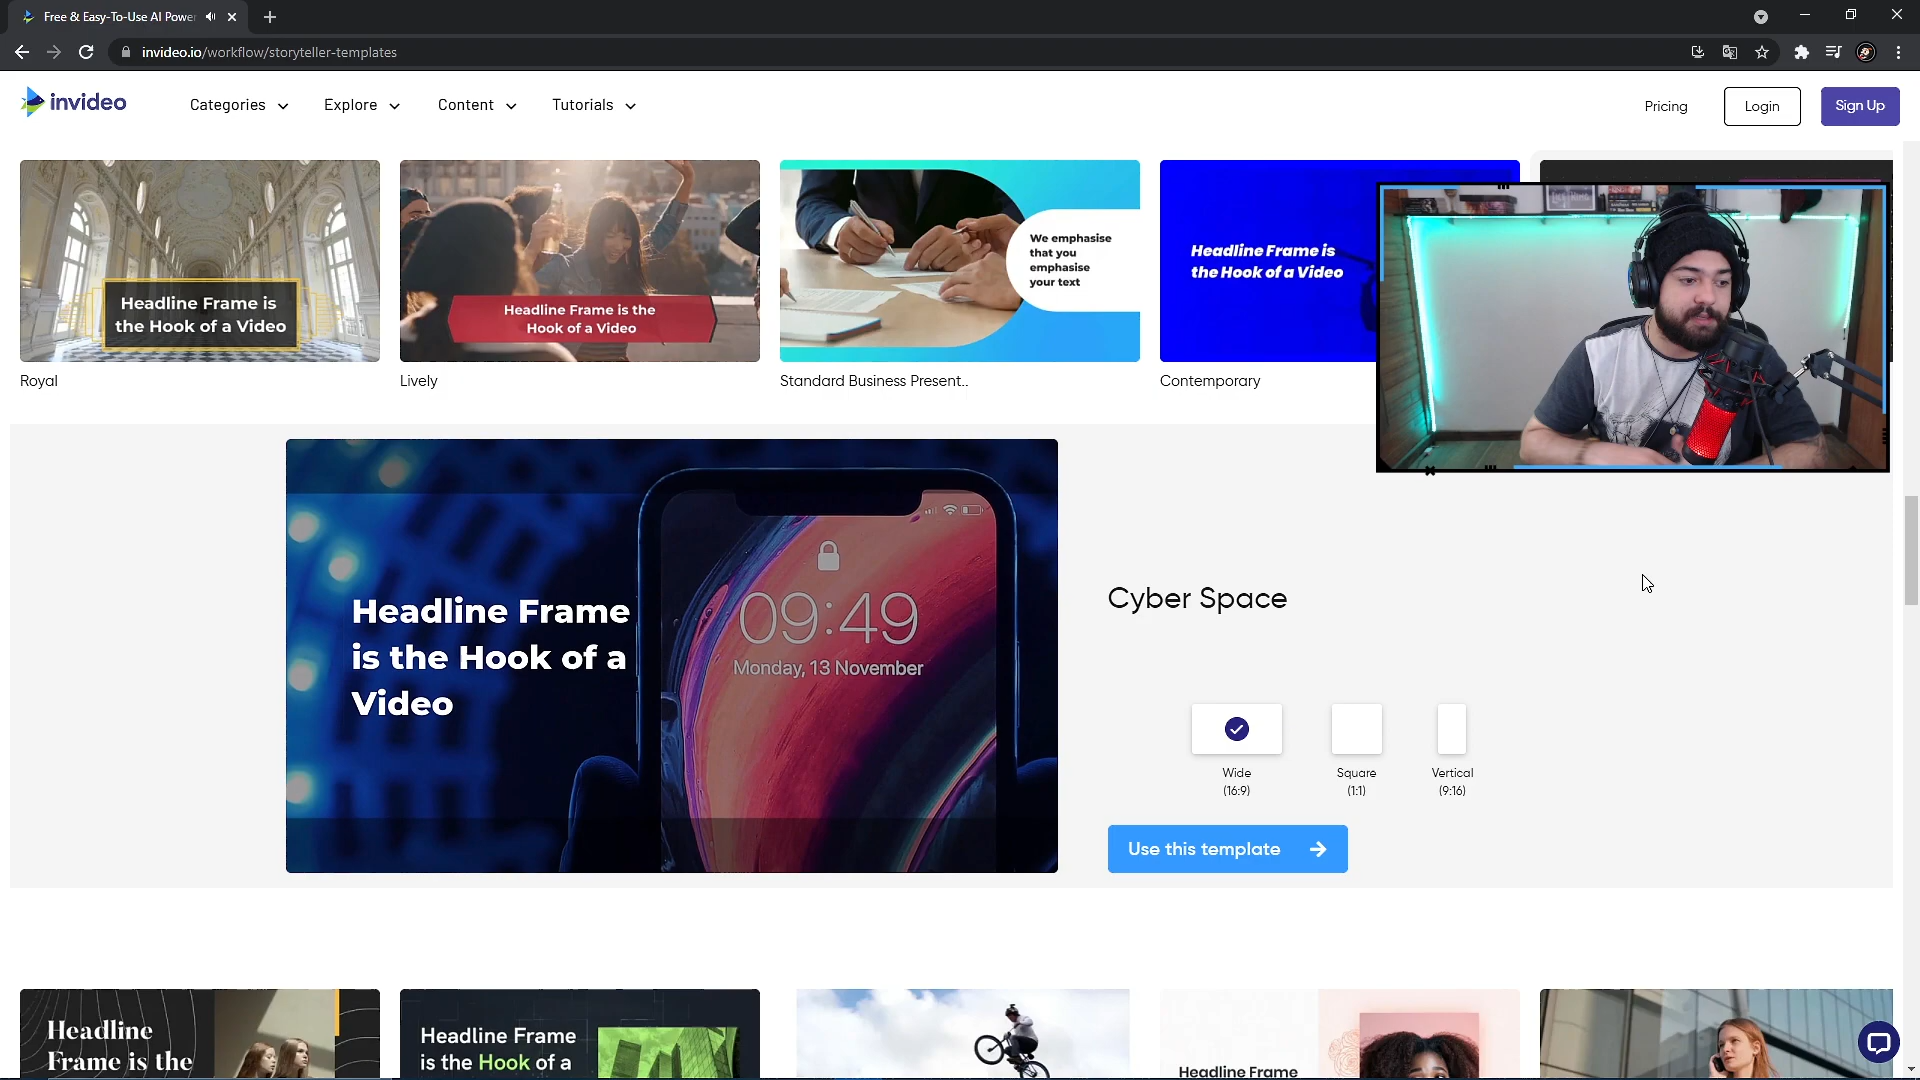 Free & Easy-To-Use AI Power
invideo.io/workflow/storyteller-templates
invideo
Categories
Explore
Content
Tutorials
Pricing
Login
Sign Up
Headline Frame is
the Hook of a Video
Headline Frame is the
Hook of a Video
We emphasise
that you
emphasise
your text
Headline Frame is
the Hook of a Video
Royal
Lively
Standard Business Present..
Contemporary
Headline Frame
is the Hook of a
Video
09:49
Monday, 13 November
Cyber Space
Wide
(16:9)
Square
(1:1)
Vertical
(9:16)
Use this template
Headline
Frame is the
Headline Frame
is the Hook of a
Headline Frame